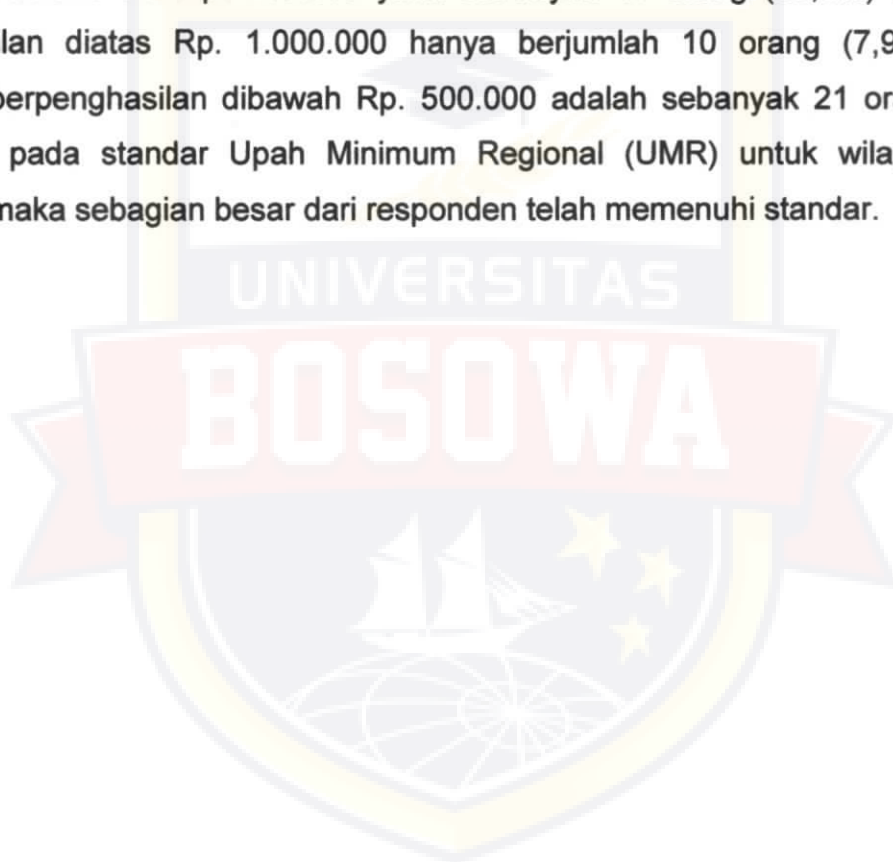 lan diatas Rp. 1.000.000 hanya berjumlah 10 orang (7,9
berpenghasilan dibawah Rp. 500.000 adalah sebanyak 21 or
pada standar Upah Minimum Regional (UMR) untuk wila
maka sebagian besar dari responden telah memenuhi standar.
UNIVERSITAS
BOSOWA